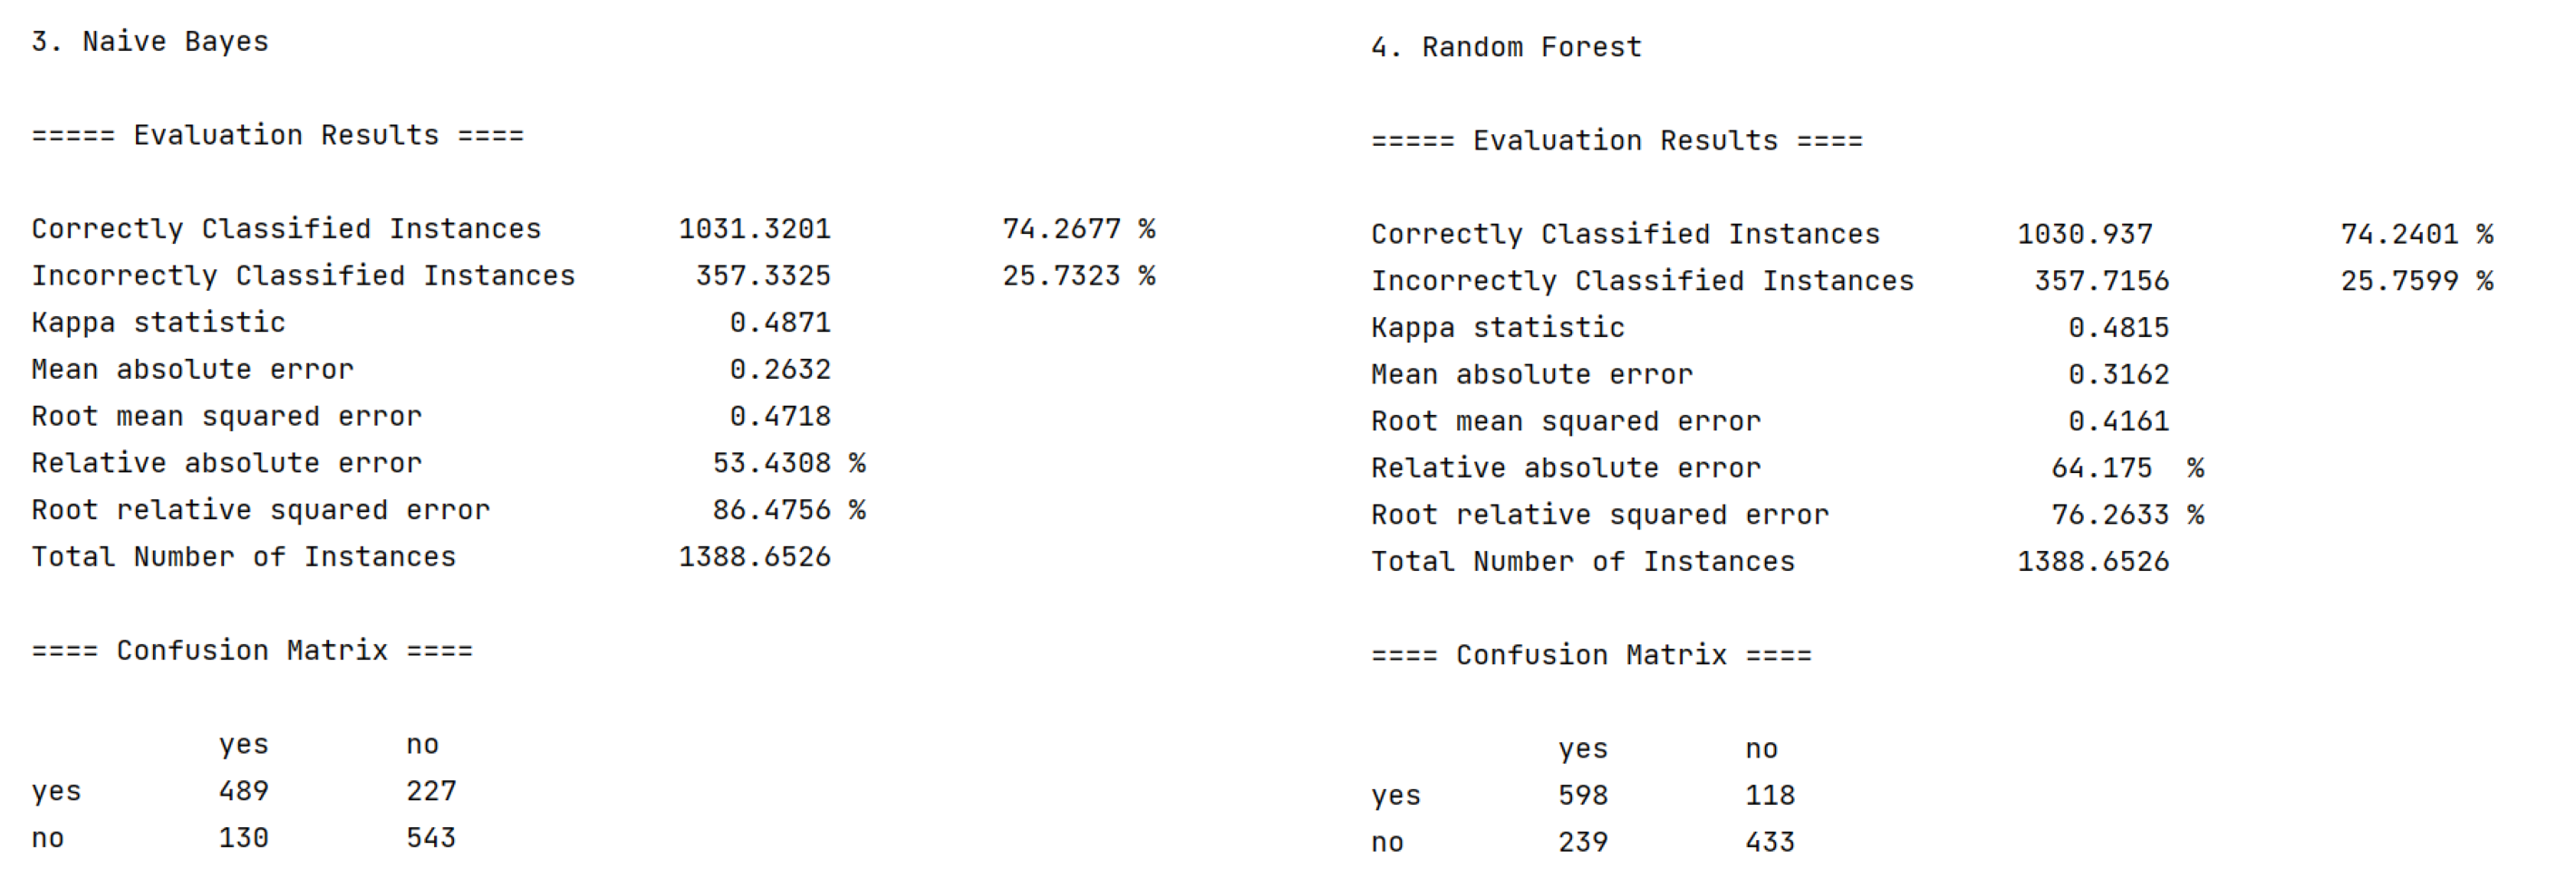 3. Naive Bayes
===== Evaluation Results ====
Correctly Classified Instances 1031.3201 74.2677 %
Incorrectly Classified Instances 357.3325 25.7323 %
Kappa statistic 0.4871
Mean absolute error 0.2632
Root mean squared error 0.4718
Relative absolute error 53.4308 %
Root relative squared error 86.4756 %
Total Number of Instances 1388.6526
==== Confusion Matrix ====
yes no
yes 489 227
no 130 543
4. Random Forest
===== Evaluation Results ====
Correctly Classified Instances 1030.937 74.2401 %
Incorrectly Classified Instances 357.7156 25.7599 %
Kappa statistic 0.4815
Mean absolute error 0.3162
Root mean squared error 0.4161
Relative absolute error 64.175 %
Root relative squared error 76.2633 %
Total Number of Instances 1388.6526
==== Confusion Matrix ====
yes no
yes 598 118
no 239 433